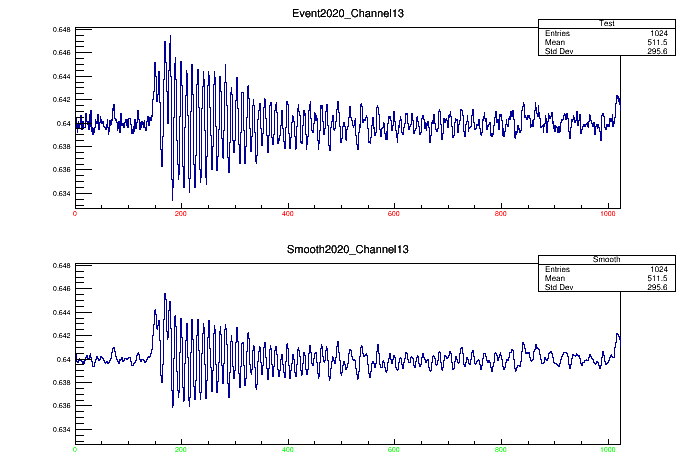 Event2020_Channel13
Test
Entries 1024
Mean 511.5
Std Dev 295.6
0.648
0.646
0.644
0.642
0.64
0.638
0.636
0.634
0 200 400 600 800 1000
Smooth2020_Channel13
Smooth
Entries 1024
Mean 511.5
Std Dev 295.6
0.648
0.646
0.644
0.642
0.64
0.638
0.636
0.634
0 200 400 600 800 1000